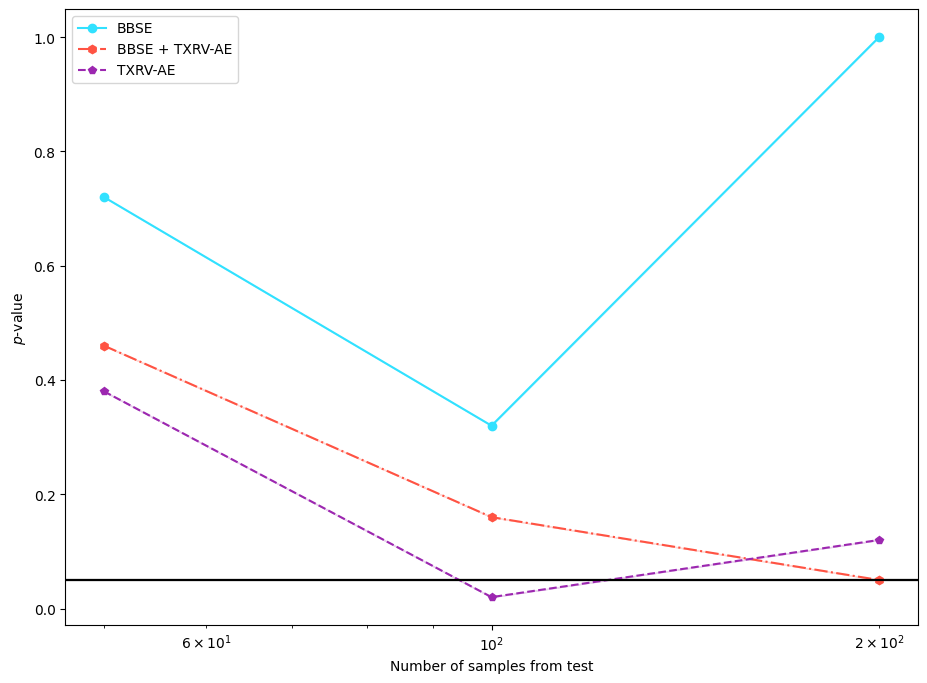 BBSE
BBSE + TXRV-AE
TXRV-AE
1.0
0.8
0.6
0.4
0.2
0.0
p-value
6 × 10¹
10²
2 × 10²
Number of samples from test